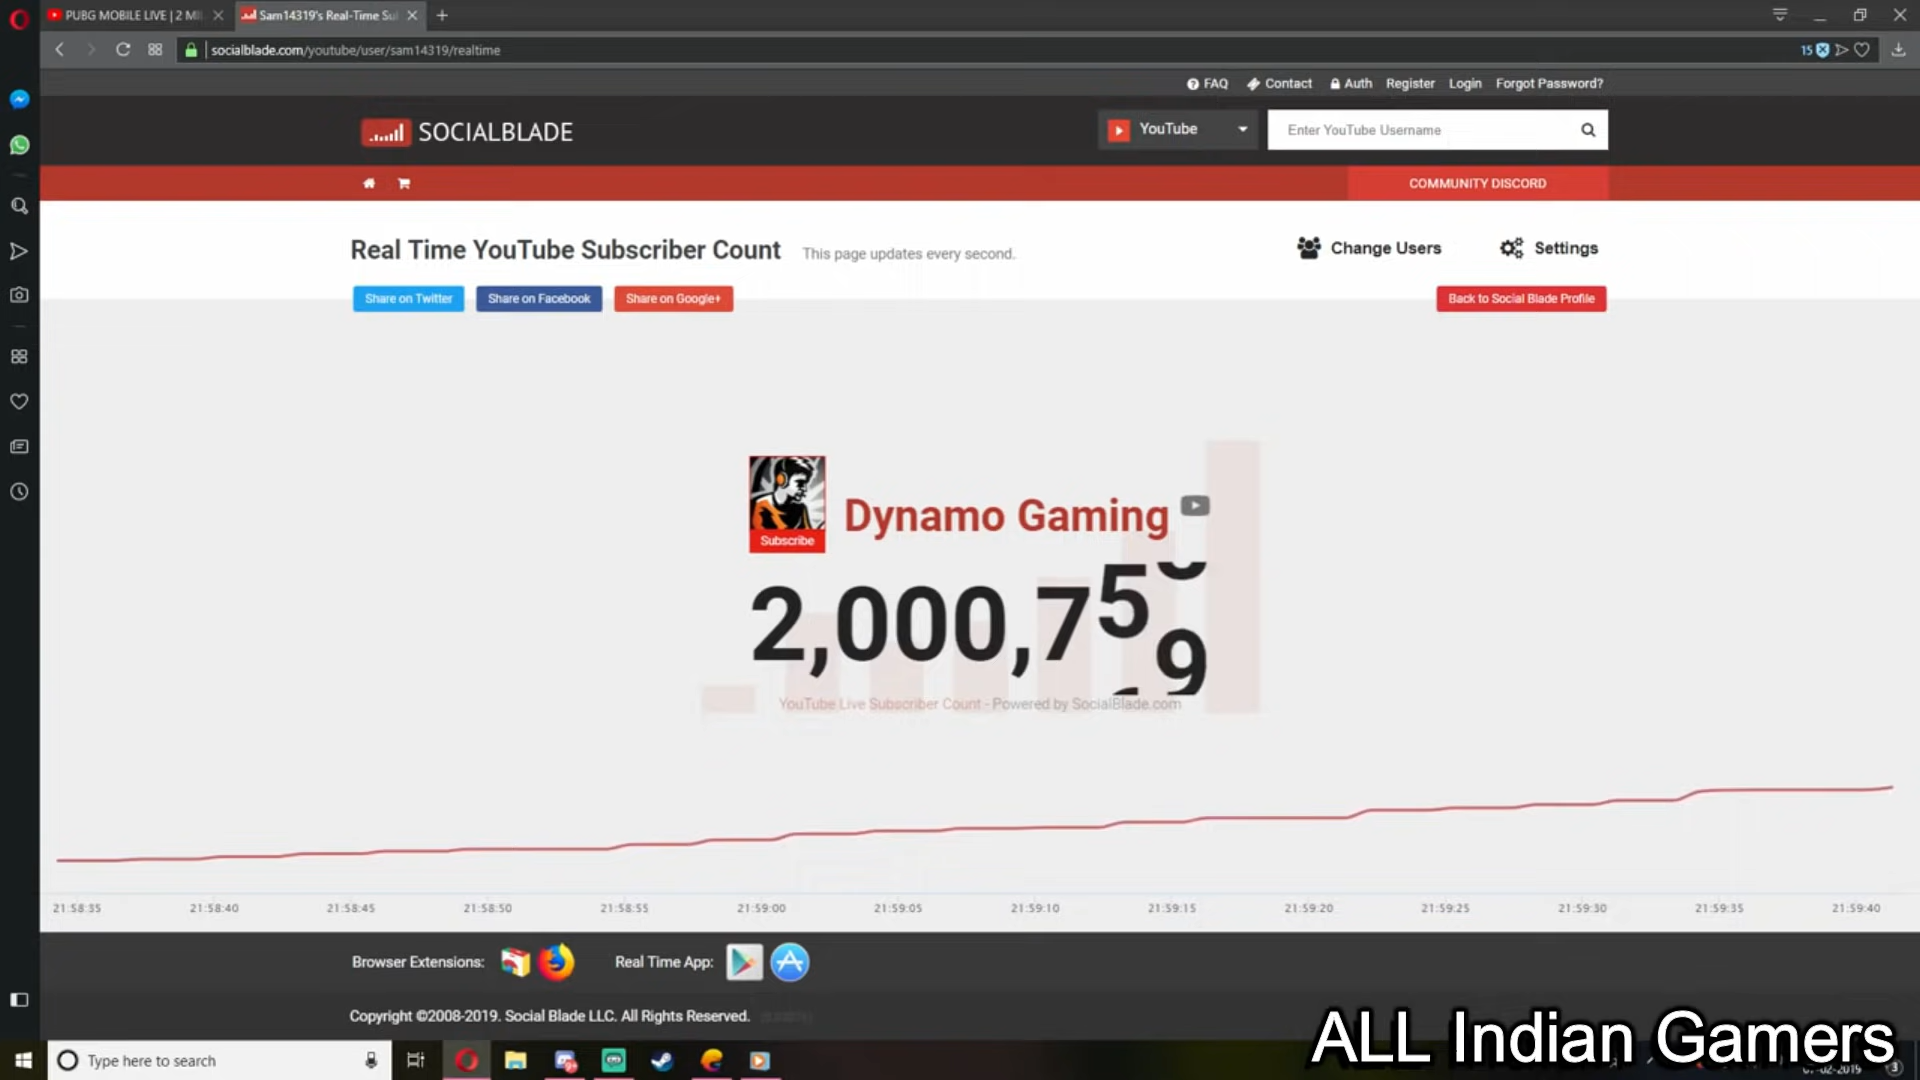 PUBG MOBILE LIVE | 2 MI
Sam14319's Real-Time Su
socialblade.com/youtube/user/sam14319/realtime
15
FAQ Contact Auth Register Login Forgot Password?
SOCIALBLADE
YouTube
Enter YouTube Username
COMMUNITY DISCORD
Real Time YouTube Subscriber Count This page updates every second.
Change Users Settings
Share on Twitter Share on Facebook Share on Google+
Back to Social Blade Profile
Dynamo Gaming
Subscribe
2,000,759
YouTube Live Subscriber Count - Powered by SocialBlade.com
21:58:35 21:58:40 21:58:45 21:58:50 21:58:55 21:59:00 21:59:05 21:59:10 21:59:15 21:59:20 21:59:25 21:59:30 21:59:35 21:59:40
Browser Extensions: Real Time App:
Copyright ©2008-2019. Social Blade LLC. All Rights Reserved.
ALL Indian Gamers
Type here to search